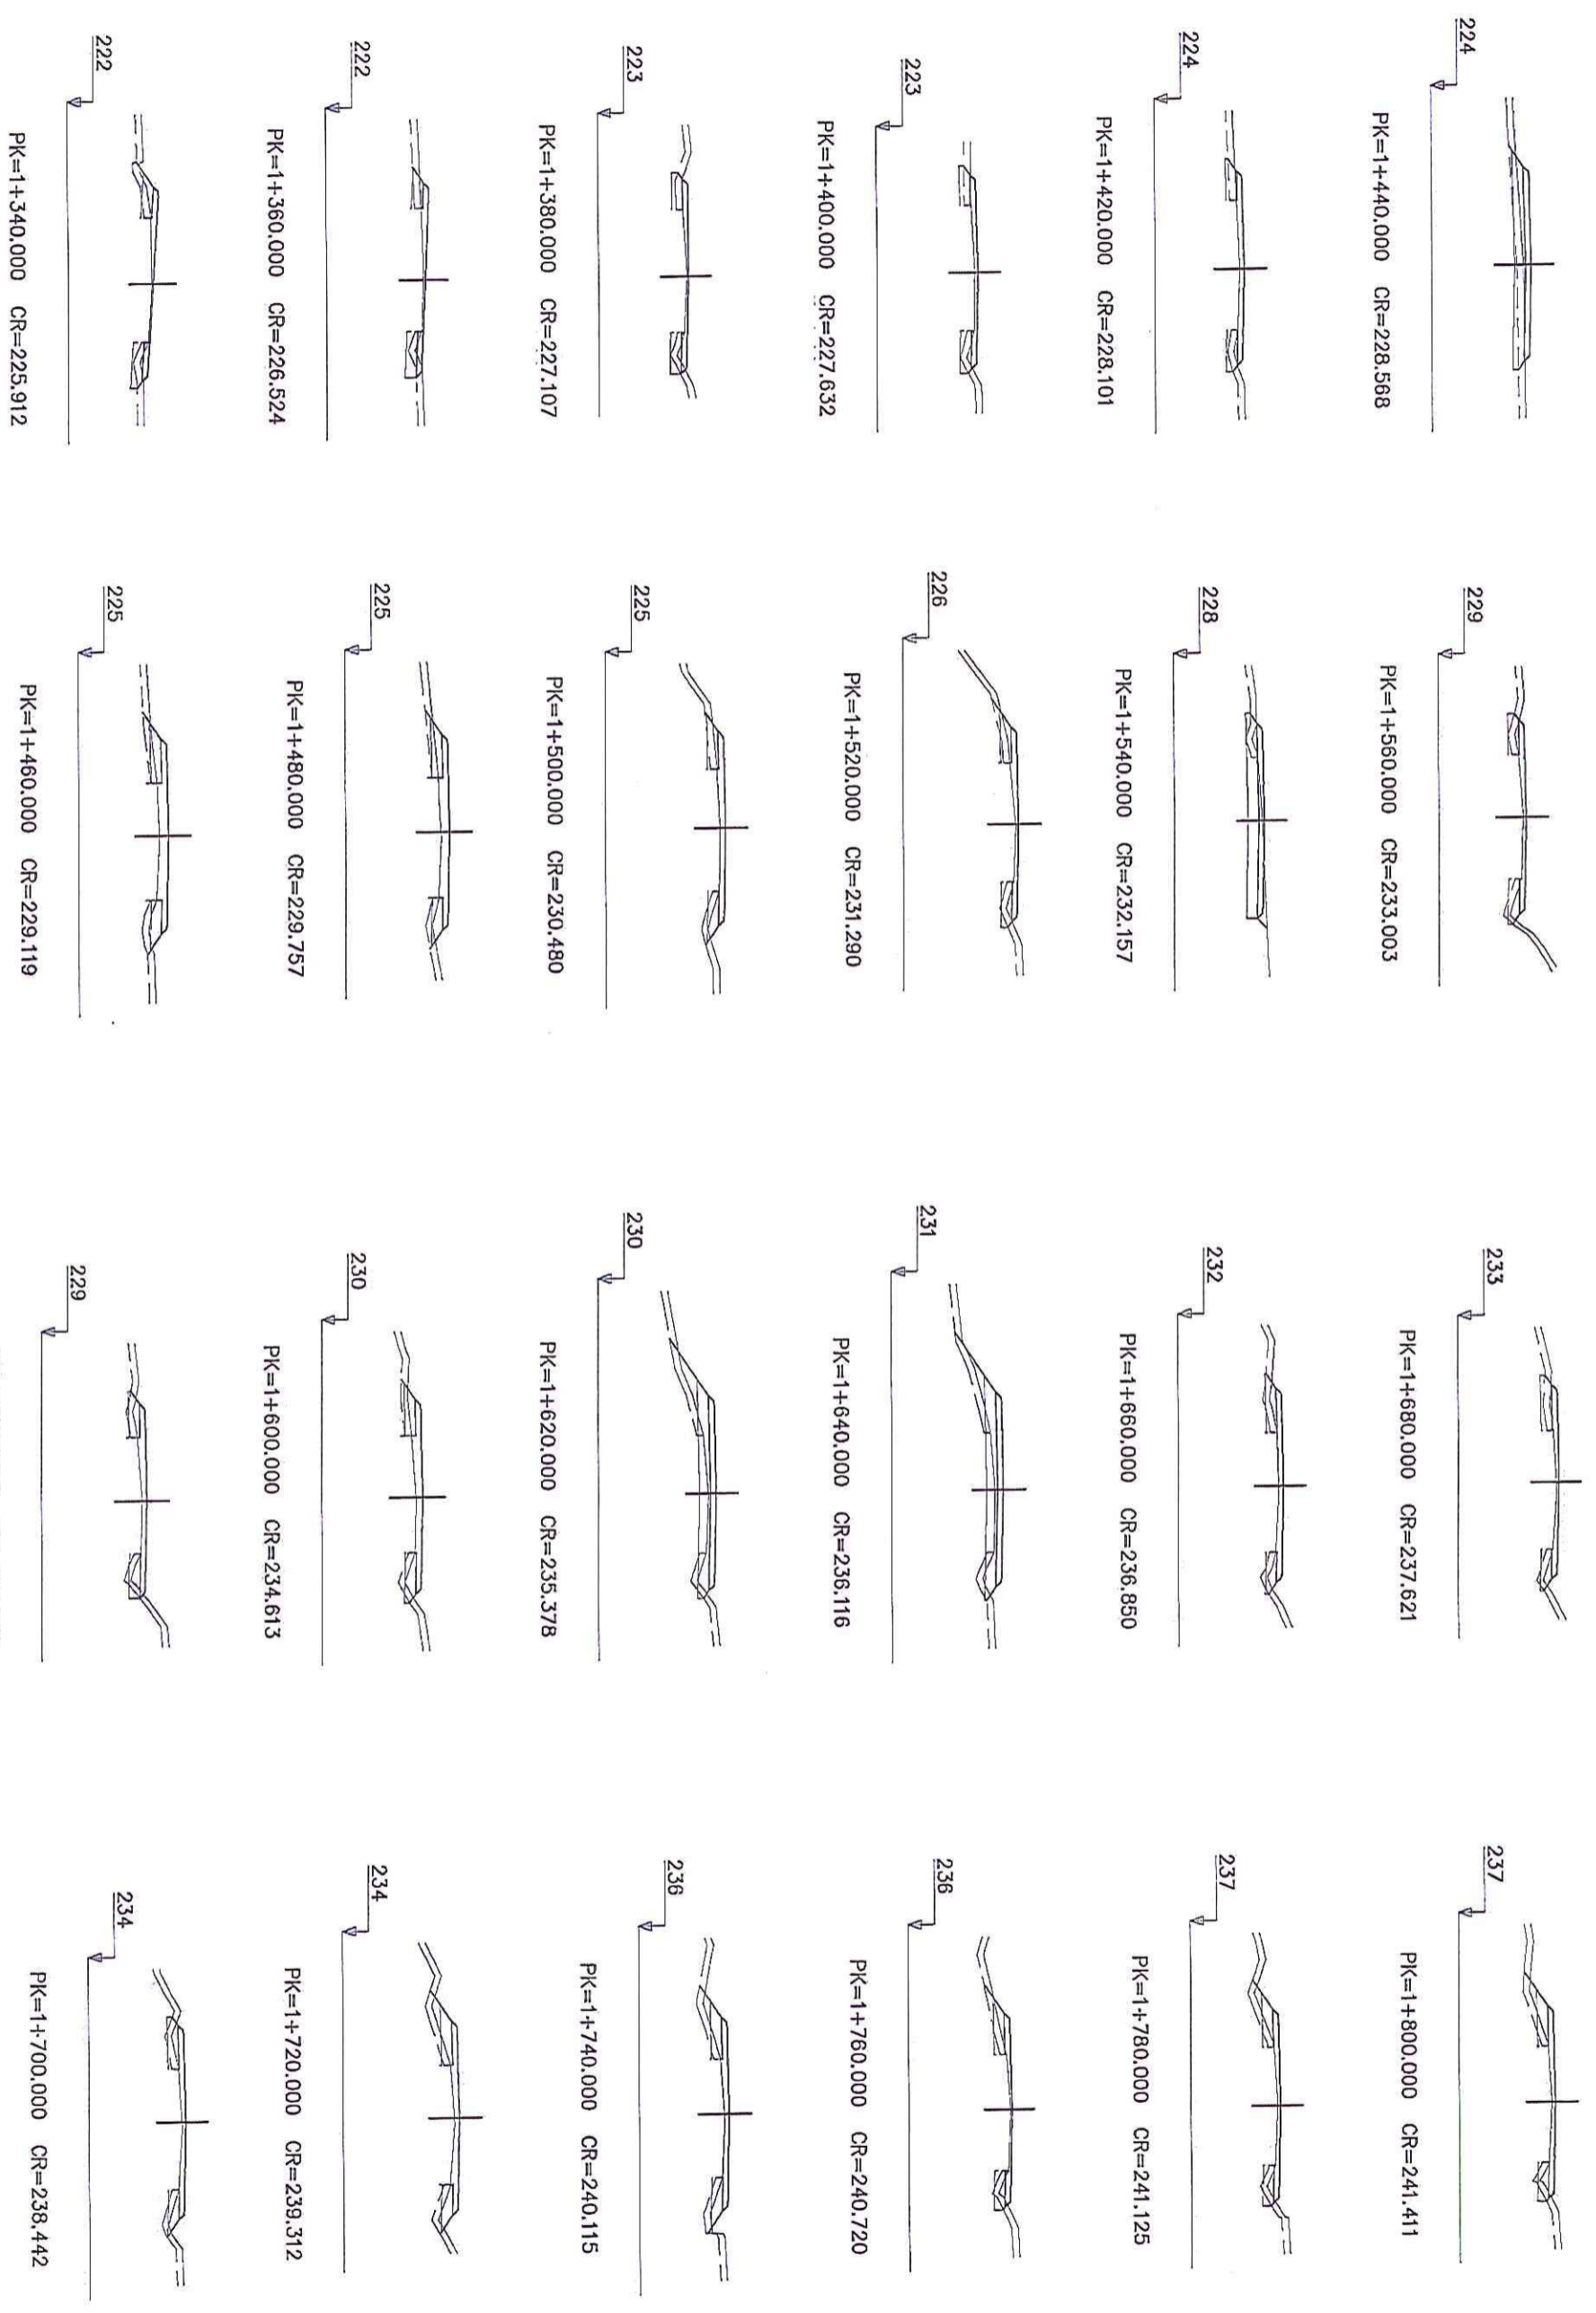 222
PK=1+340.000 CR=225.912
222
PK=1+360.000 CR=226.524
223
PK=1+380.000 CR=227.107
223
PK=1+400.000 CR=227.632
224
PK=1+420.000 CR=228.101
224
PK=1+440.000 CR=228.568
225
PK=1+460.000 CR=229.119
225
PK=1+480.000 CR=229.757
225
PK=1+500.000 CR=230.480
226
PK=1+520.000 CR=231.290
228
PK=1+540.000 CR=232.157
229
PK=1+560.000 CR=233.003
229
PK=1+600.000 CR=234.613
230
230
PK=1+620.000 CR=235.378
231
PK=1+640.000 CR=236.116
232
PK=1+660.000 CR=236.850
233
PK=1+680.000 CR=237.621
234
PK=1+700.000 CR=238.442
234
PK=1+720.000 CR=239.312
236
PK=1+740.000 CR=240.115
236
PK=1+760.000 CR=240.720
237
PK=1+780.000 CR=241.125
237
PK=1+800.000 CR=241.411